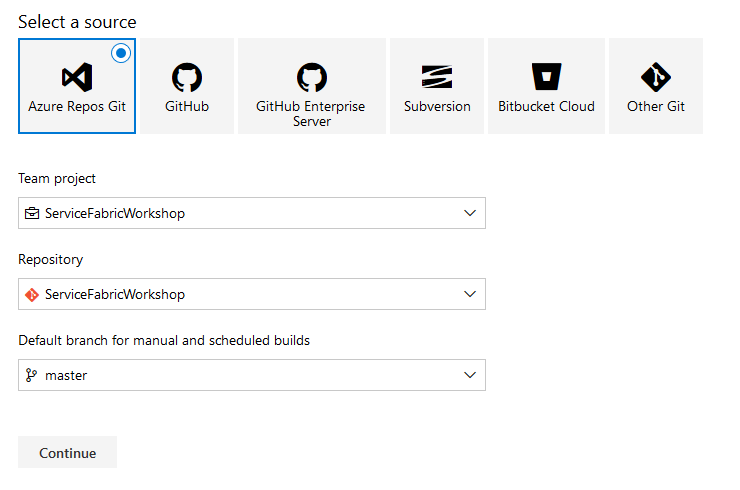 Select a source
Azure Repos Git
GitHub
GitHub Enterprise
Server
Subversion
Bitbucket Cloud
Other Git
Team project
ServiceFabricWorkshop
Repository
ServiceFabricWorkshop
Default branch for manual and scheduled builds
master
Continue